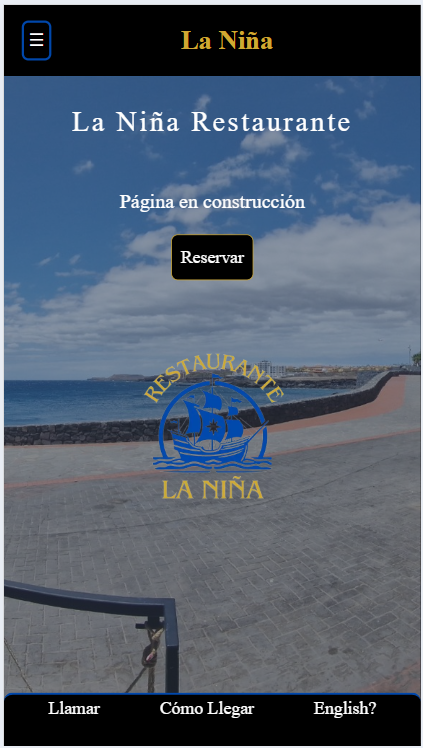 ☰ La Niña
La Niña Restaurante
Página en construcción
Reservar
RESTAURANTE
LA NIÑA
Llamar Cómo Llegar English?